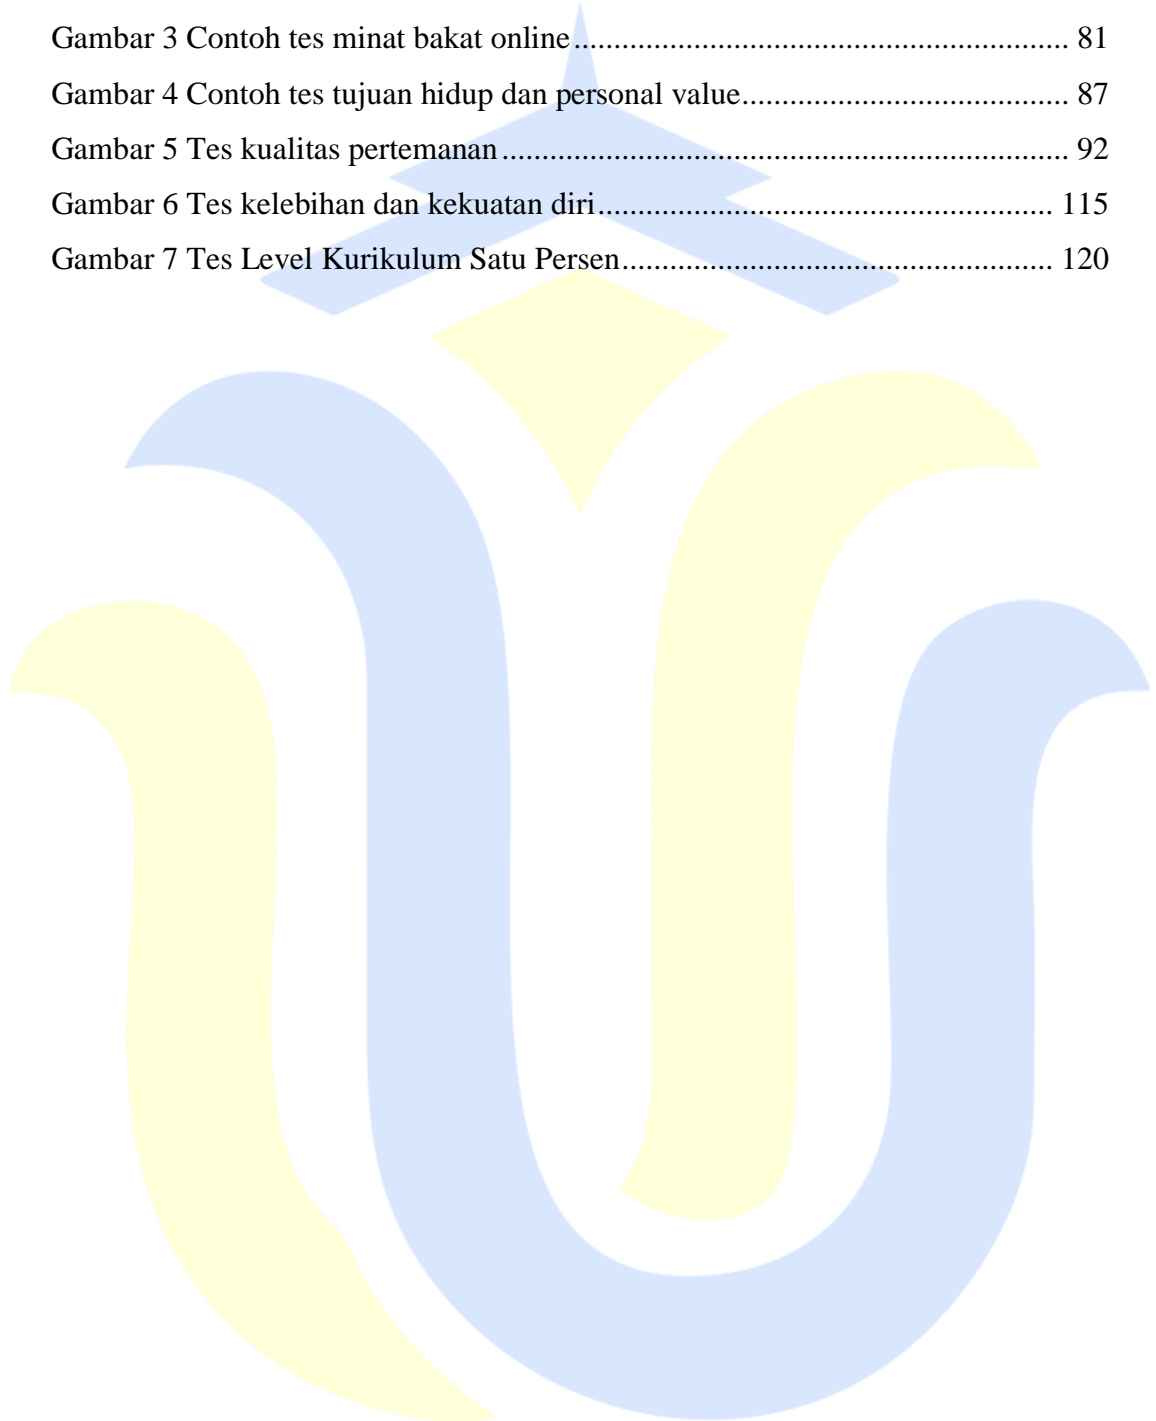 Gambar 3 Contoh tes minat bakat online............................................................... 81
Gambar 4 Contoh tes tujuan hidup dan personal value......................................... 87
Gambar 5 Tes kualitas pertemanan........................................................................ 92
Gambar 6 Tes kelebihan dan kekuatan diri.......................................................... 115
Gambar 7 Tes Level Kurikulum Satu Persen....................................................... 120